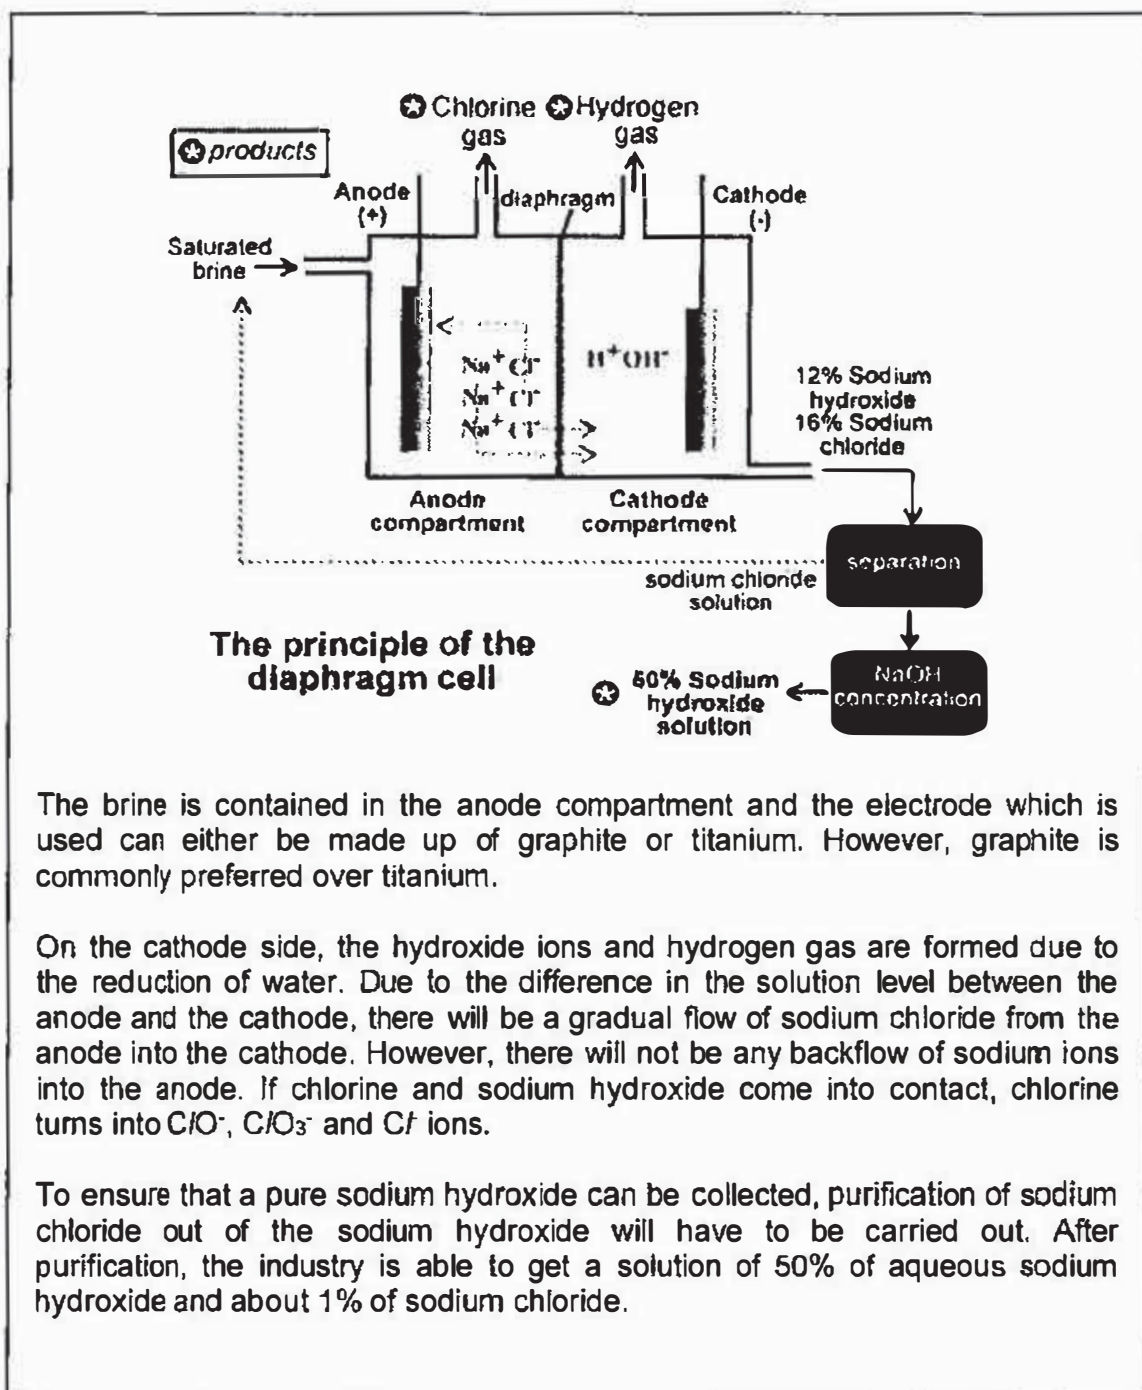 ✪ Chlorine gas
✪ Hydrogen gas
✪ products
Anode (+)
diaphragm
Cathode (-)
Saturated brine
Na⁺ Cl⁻
Na⁺ Cl⁻
Na⁺ Cl⁻
H⁺OH⁻
12% Sodium
hydroxide
16% Sodium
chloride
Anode
compartment
Cathode
compartment
separation
sodium chloride
solution
The principle of the
diaphragm cell
NaOH
concentration
✪ 50% Sodium
hydroxide
solution
The brine is contained in the anode compartment and the electrode which is
used can either be made up of graphite or titanium. However, graphite is
commonly preferred over titanium.
On the cathode side, the hydroxide ions and hydrogen gas are formed due to
the reduction of water. Due to the difference in the solution level between the
anode and the cathode, there will be a gradual flow of sodium chloride from the
anode into the cathode. However, there will not be any backflow of sodium ions
into the anode. If chlorine and sodium hydroxide come into contact, chlorine
turns into ClO⁻, ClO₃⁻ and Cl⁻ ions.
To ensure that a pure sodium hydroxide can be collected, purification of sodium
chloride out of the sodium hydroxide will have to be carried out. After
purification, the industry is able to get a solution of 50% of aqueous sodium
hydroxide and about 1% of sodium chloride.